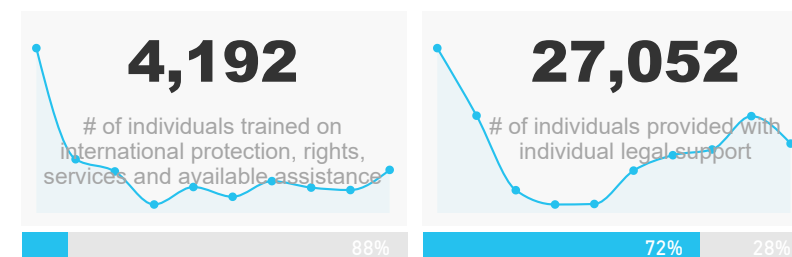 4,192
# of individuals trained on
international protection, rights,
services and available assistance
88%
27,052
# of individuals provided with
individual legal support
72%
28%